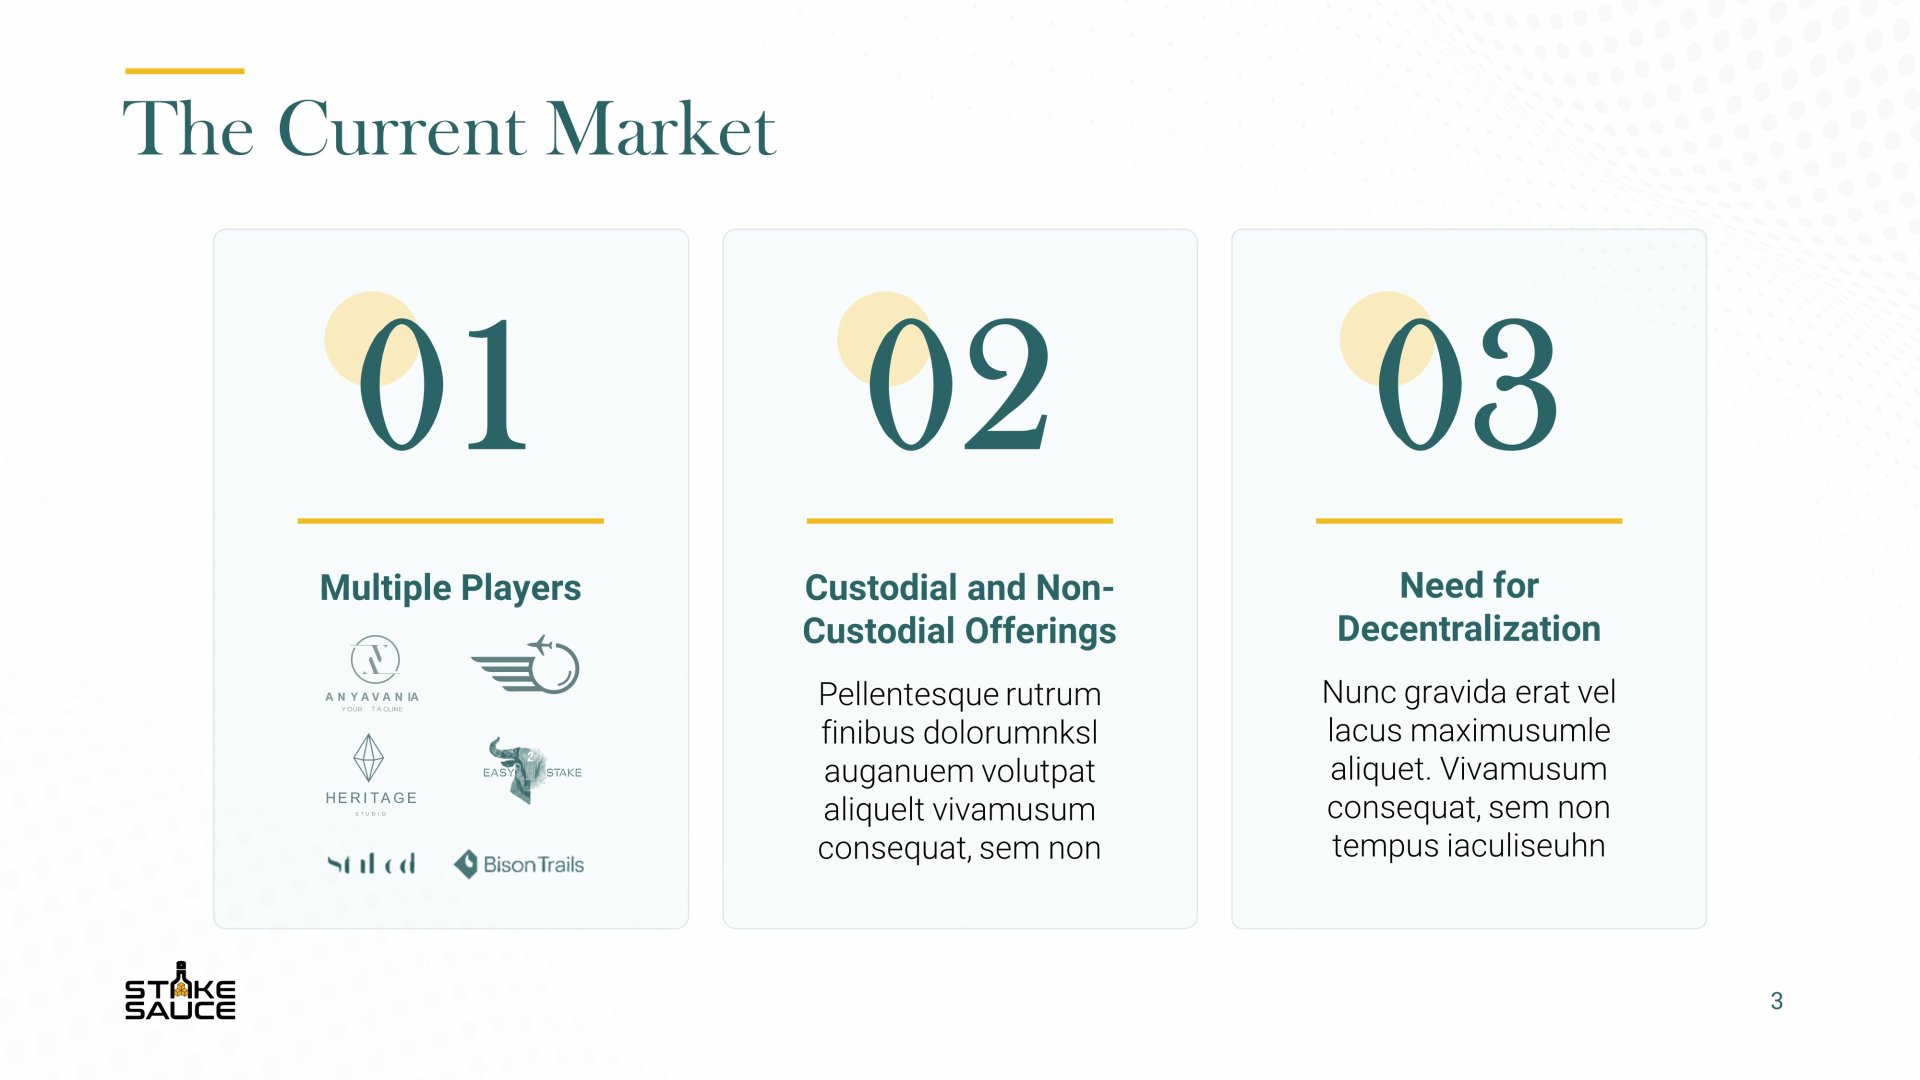 The Current Market
01
Multiple Players
ANYAVANIA
YOUR TAGLINE
HERITAGE
STUDIO
EASY 2 STAKE
staked
Bison Trails
02
Custodial and Non-
Custodial Offerings
Pellentesque rutrum
finibus dolorumnksl
auganuem volutpat
aliquelt vivamusum
consequat, sem non
03
Need for
Decentralization
Nunc gravida erat vel
lacus maximusumle
aliquet. Vivamusum
consequat, sem non
tempus iaculiseuhn
STAKE
SAUCE
3